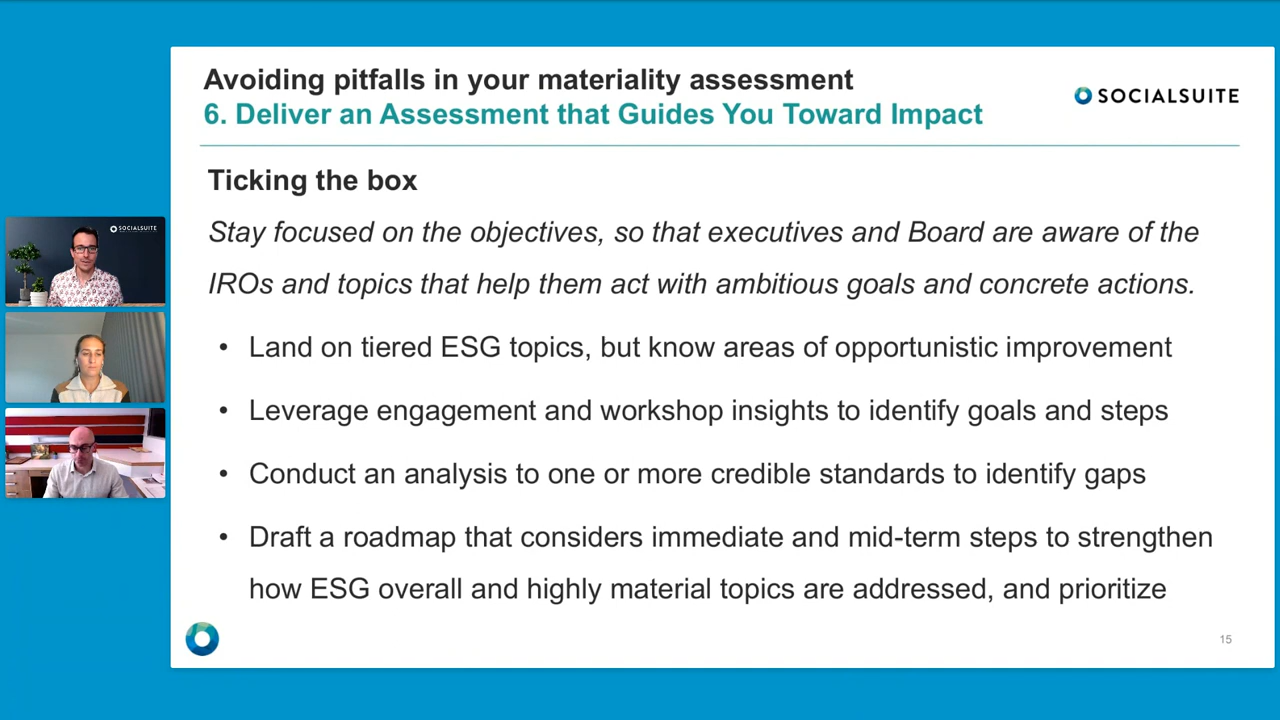 Avoiding pitfalls in your materiality assessment
6. Deliver an Assessment that Guides You Toward Impact
SOCIALSUITE
Ticking the box
Stay focused on the objectives, so that executives and Board are aware of the
IROs and topics that help them act with ambitious goals and concrete actions.
• Land on tiered ESG topics, but know areas of opportunistic improvement
• Leverage engagement and workshop insights to identify goals and steps
• Conduct an analysis to one or more credible standards to identify gaps
• Draft a roadmap that considers immediate and mid-term steps to strengthen
how ESG overall and highly material topics are addressed, and prioritize
15
SOCIALSUITE